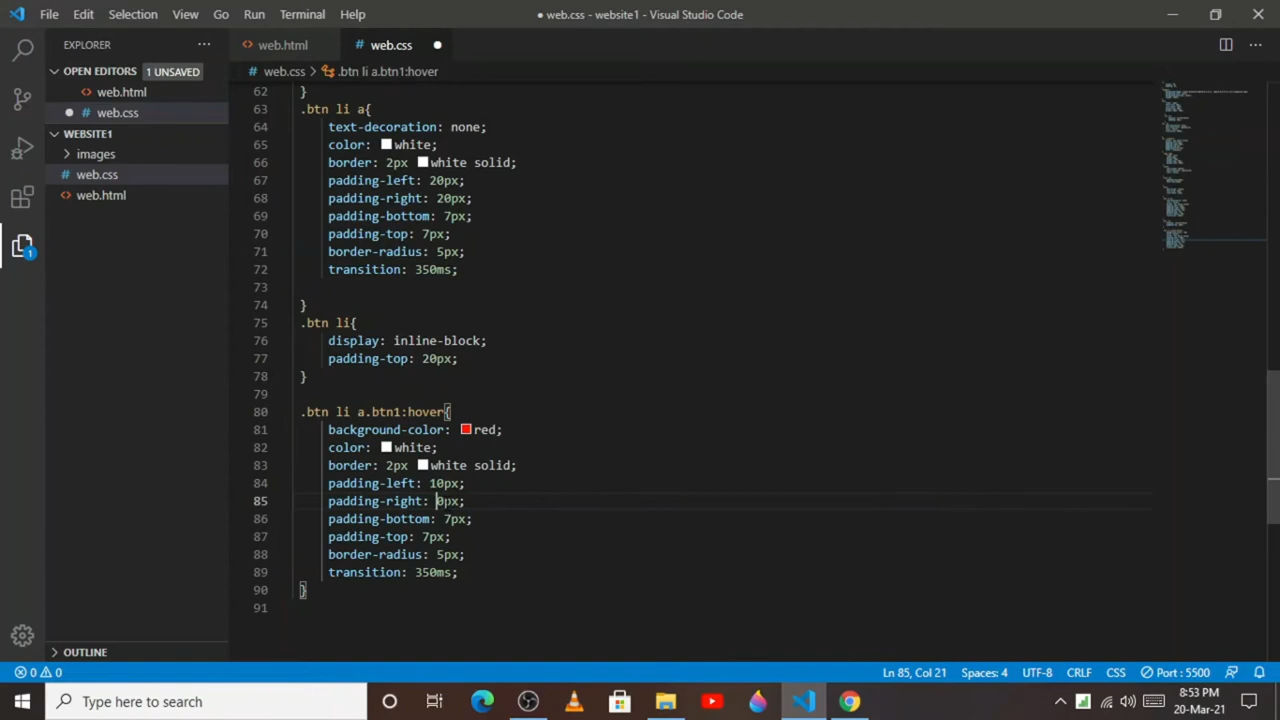 File Edit Selection View Go Run Terminal Help
● web.css - website1 - Visual Studio Code
EXPLORER
web.html
web.css
OPEN EDITORS 1 UNSAVED
web.html
web.css
WEBSITE1
images
web.css
web.html
OUTLINE
web.css > .btn li a.btn1:hover
62 }
63 .btn li a{
64 text-decoration: none;
65 color: white;
66 border: 2px white solid;
67 padding-left: 20px;
68 padding-right: 20px;
69 padding-bottom: 7px;
70 padding-top: 7px;
71 border-radius: 5px;
72 transition: 350ms;
73
74 }
75 .btn li{
76 display: inline-block;
77 padding-top: 20px;
78 }
79
80 .btn li a.btn1:hover{
81 background-color: red;
82 color: white;
83 border: 2px white solid;
84 padding-left: 10px;
85 padding-right: 0px;
86 padding-bottom: 7px;
87 padding-top: 7px;
88 border-radius: 5px;
89 transition: 350ms;
90 }
91
0 0 Ln 85, Col 21 Spaces: 4 UTF-8 CRLF CSS Port : 5500
Type here to search
8:53 PM
20-Mar-21